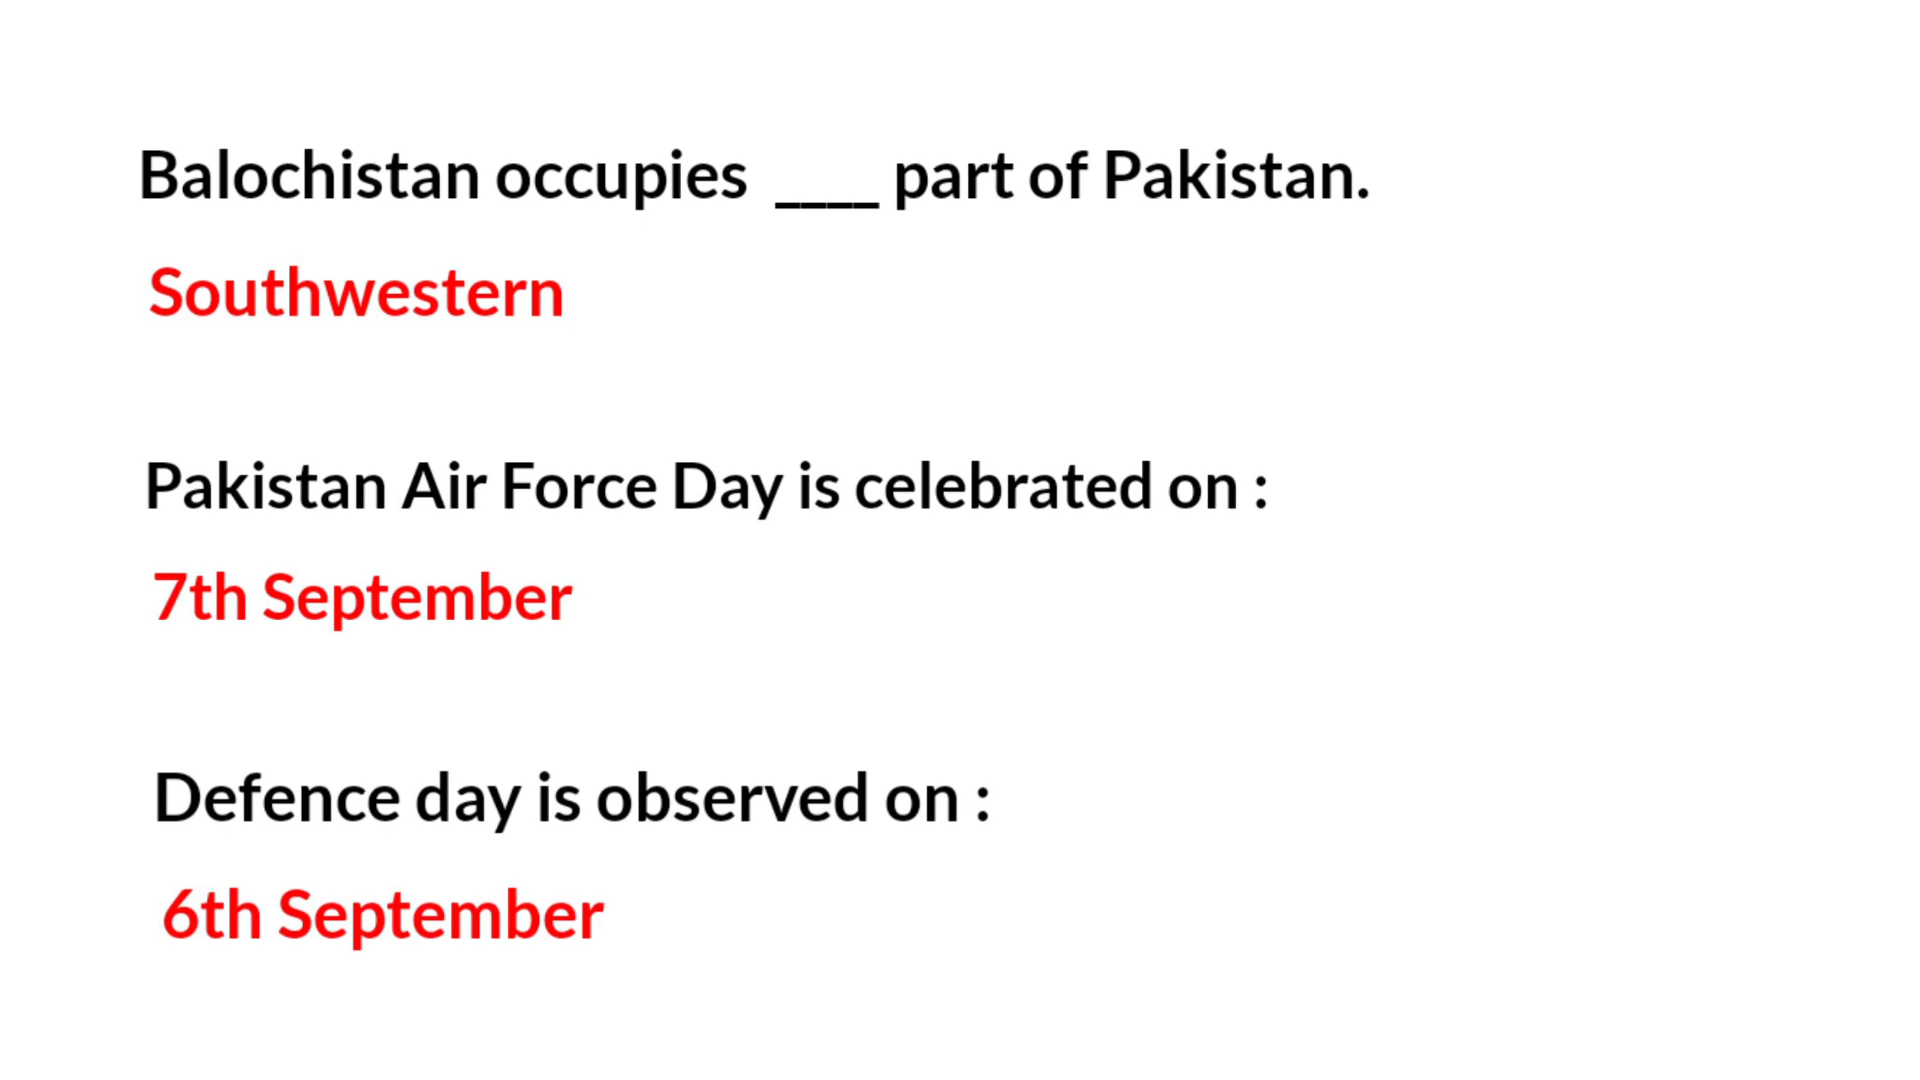 Balochistan occupies ____ part of Pakistan.
Southwestern
Pakistan Air Force Day is celebrated on :
7th September
Defence day is observed on :
6th September